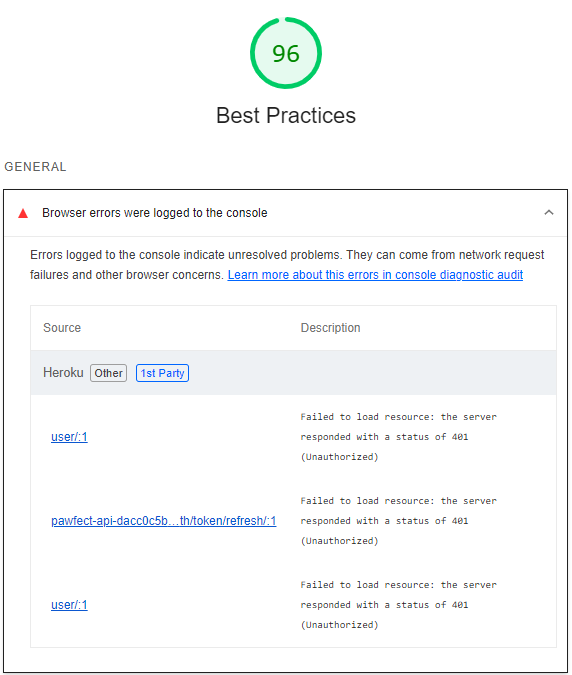 96
Best Practices
GENERAL
Browser errors were logged to the console
Errors logged to the console indicate unresolved problems. They can come from network request
failures and other browser concerns. Learn more about this errors in console diagnostic audit
Source Description
Heroku Other 1st Party
user/:1
Failed to load resource: the server
responded with a status of 401
(Unauthorized)
pawfect-api-dacc0c5b…th/token/refresh/:1
Failed to load resource: the server
responded with a status of 401
(Unauthorized)
user/:1
Failed to load resource: the server
responded with a status of 401
(Unauthorized)